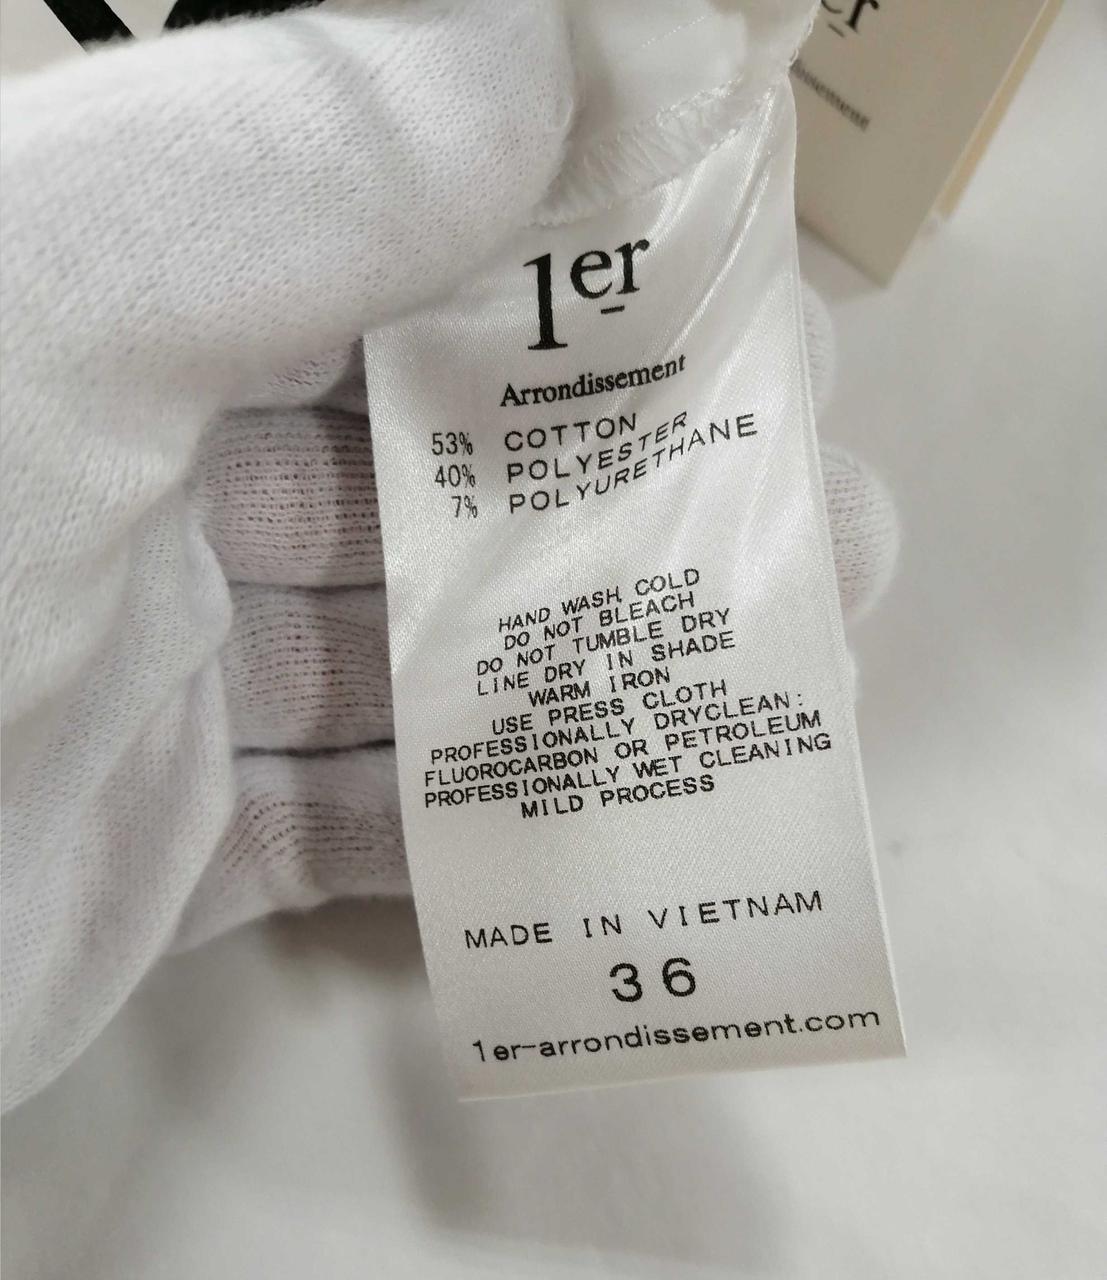 1er
Arrondissement
53% COTTON
40% POLYESTER
7% POLYURETHANE
HAND WASH COLD
DO NOT BLEACH
DO NOT TUMBLE DRY
LINE DRY IN SHADE
WARM IRON
USE PRESS CLOTH
PROFESSIONALLY DRYCLEAN:
FLUOROCARBON OR PETROLEUM
PROFESSIONALLY WET CLEANING
MILD PROCESS
MADE IN VIETNAM
36
1er-arrondissement.com